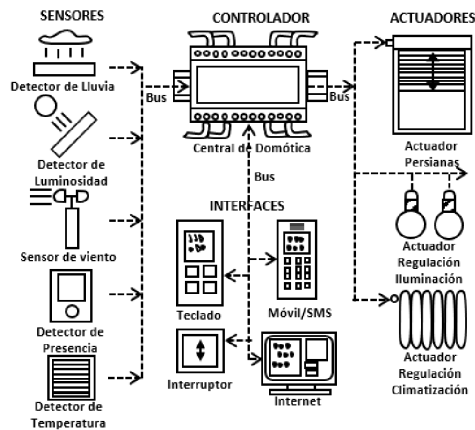 SENSORES
Detector de Lluvia
Detector de
Luminosidad
Sensor de viento
Detector de
Presencia
Detector de
Temperatura
CONTROLADOR
Bus
Bus
Central de Domótica
Bus
INTERFACES
Teclado
Móvil/SMS
Interruptor
Internet
ACTUADORES
Actuador
Persianas
Actuador
Regulación
Iluminación
Actuador
Regulación
Climatización